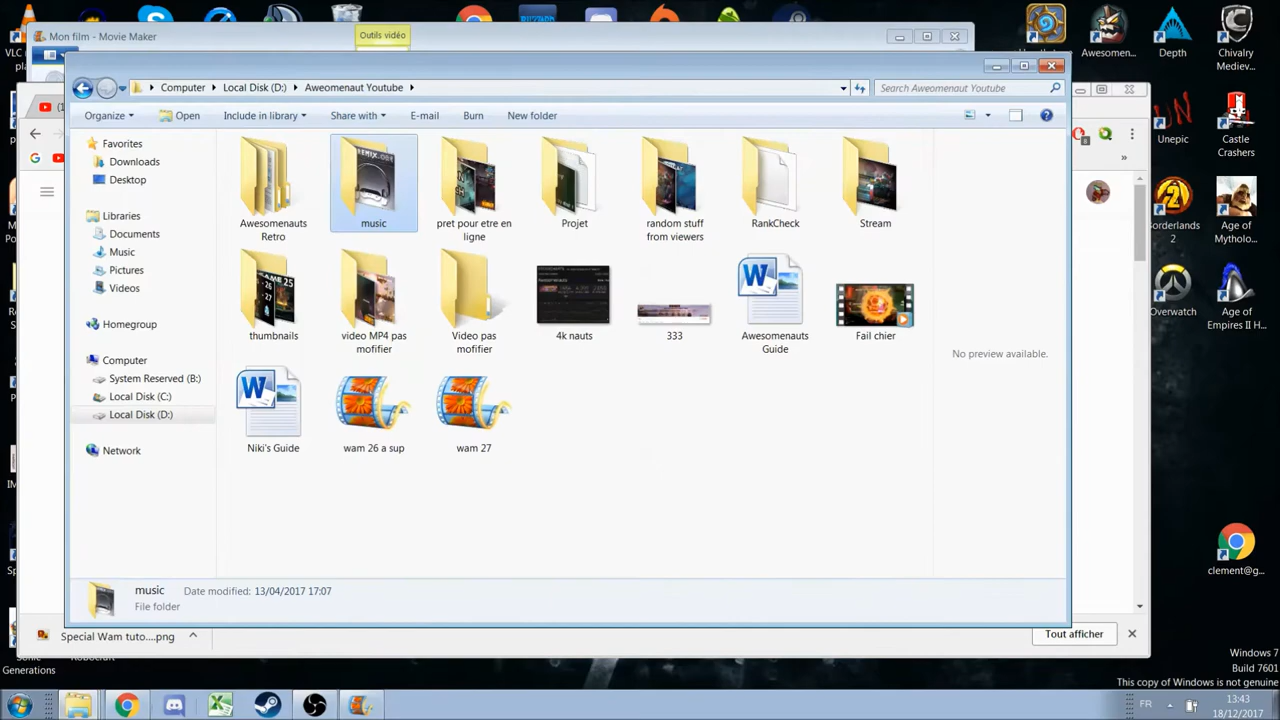 Mon film - Movie Maker
Outils vidéo
Computer
Local Disk (D:)
Aweomenaut Youtube
Search Aweomenaut Youtube
Organize
Open
Include in library
Share with
E-mail
Burn
New folder
Favorites
Downloads
Desktop
Libraries
Documents
Music
Pictures
Videos
Homegroup
Computer
System Reserved (B:)
Local Disk (C:)
Local Disk (D:)
Network
Awesomenauts
Retro
music
pret pour etre en
ligne
Projet
random stuff
from viewers
RankCheck
Stream
thumbnails
video MP4 pas
mofifier
Video pas
mofifier
4k nauts
333
Awesomenauts
Guide
Fail chier
Niki's Guide
wam 26 a sup
wam 27
No preview available.
music
Date modified: 13/04/2017 17:07
File folder
Special Wam tuto....png
Tout afficher
VLC
Generations
Awesomen...
Depth
Chivalry
Mediev...
Unepic
Castle
Crashers
Borderlands
2
Age of
Mytholo...
Overwatch
Age of
Empires II H...
clement@g...
Windows 7
Build 7601
This copy of Windows is not genuine
FR
13:43
18/12/2017